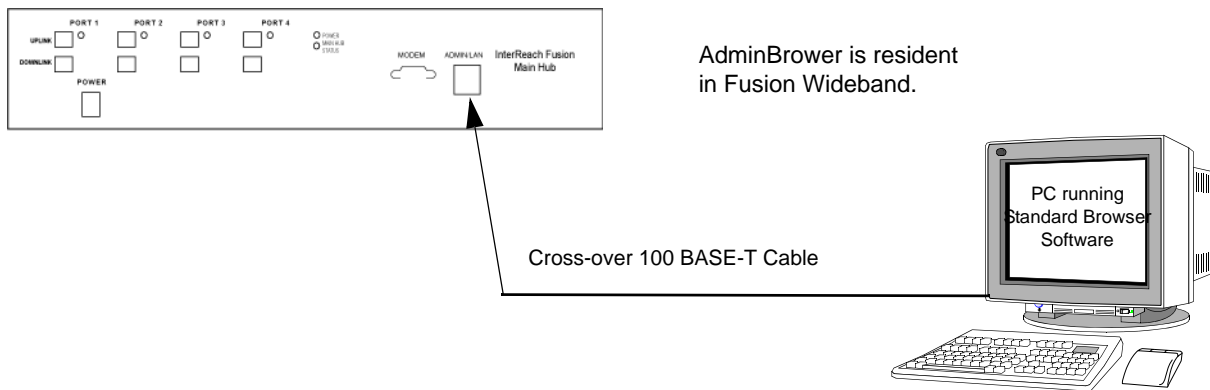 PORT 1 PORT 2 PORT 3 PORT 4
UPLINK
POWER
MAIN HUB
STATUS
DOWNLINK
POWER
MODEM
ADMIN/LAN
InterReach Fusion
Main Hub
AdminBrower is resident
in Fusion Wideband.
PC running
Standard Browser
Software
Cross-over 100 BASE-T Cable